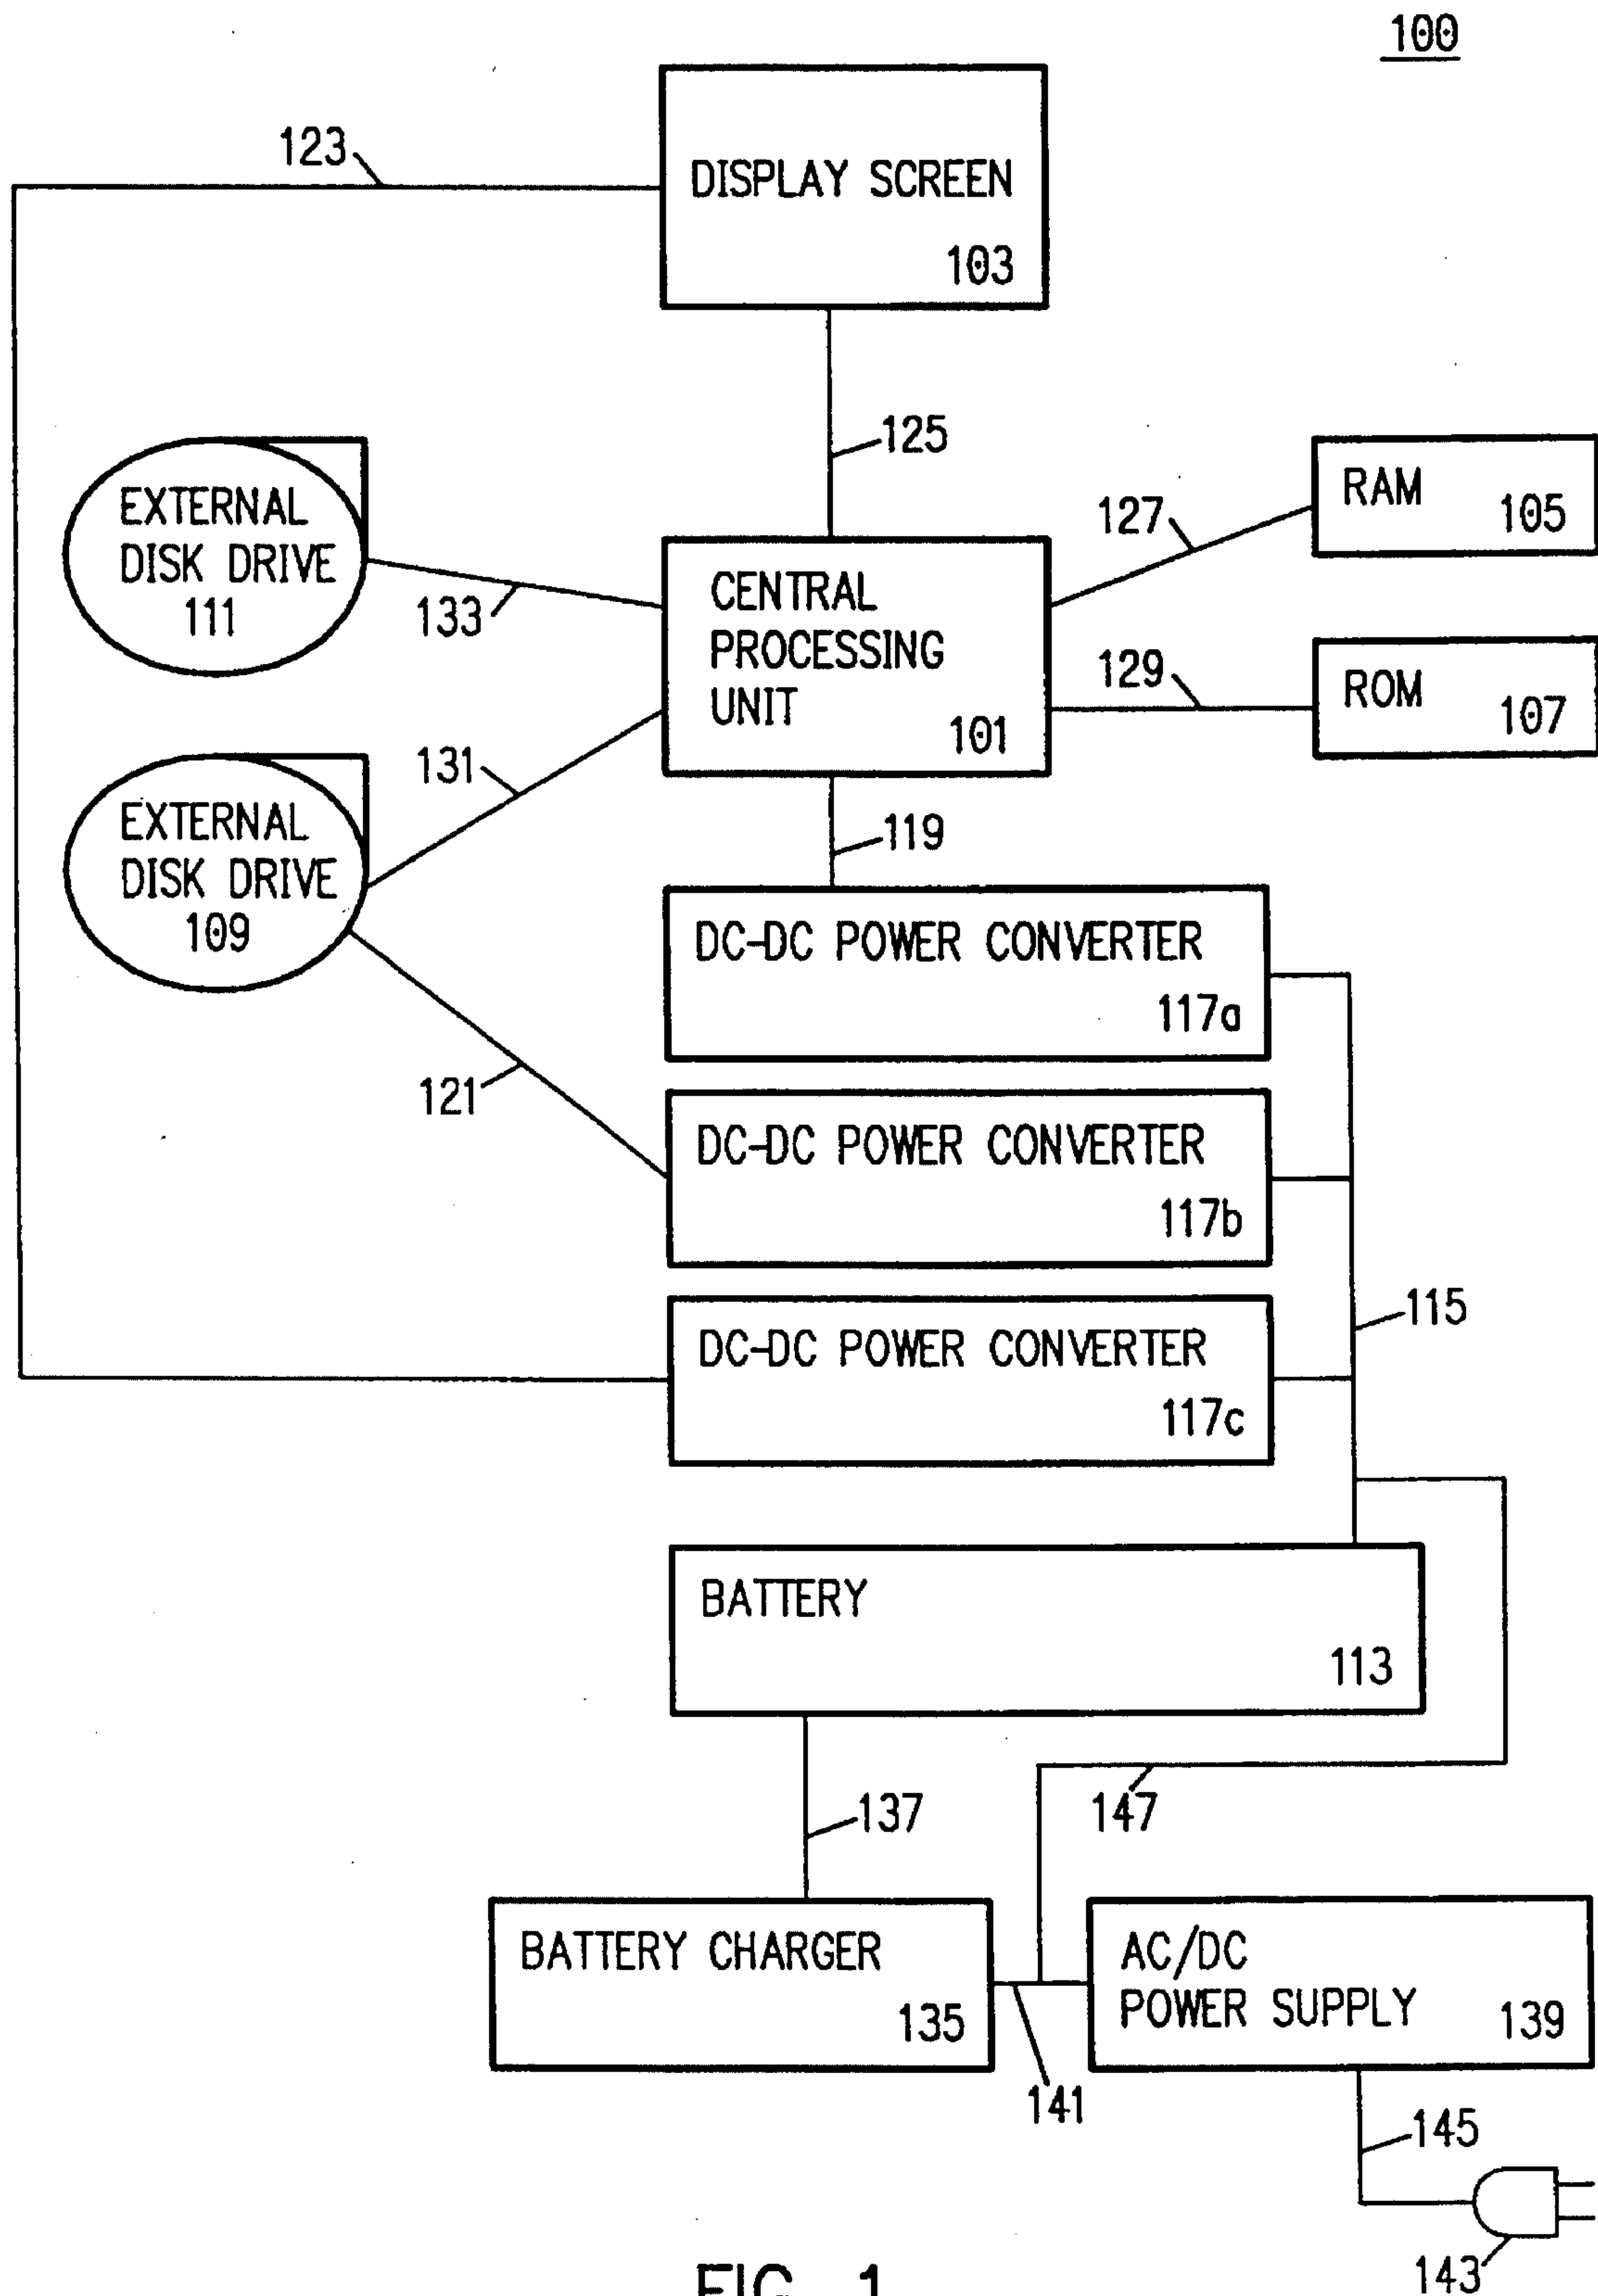 100
123
DISPLAY SCREEN
103
125
EXTERNAL
DISK DRIVE
111
133
127
RAM
105
CENTRAL
PROCESSING
UNIT
101
129
ROM
107
131
EXTERNAL
DISK DRIVE
109
119
DC-DC POWER CONVERTER
117a
121
DC-DC POWER CONVERTER
117b
115
DC-DC POWER CONVERTER
117c
BATTERY
113
137
147
BATTERY CHARGER
135
AC/DC
POWER SUPPLY
139
141
145
143
FIG. 1